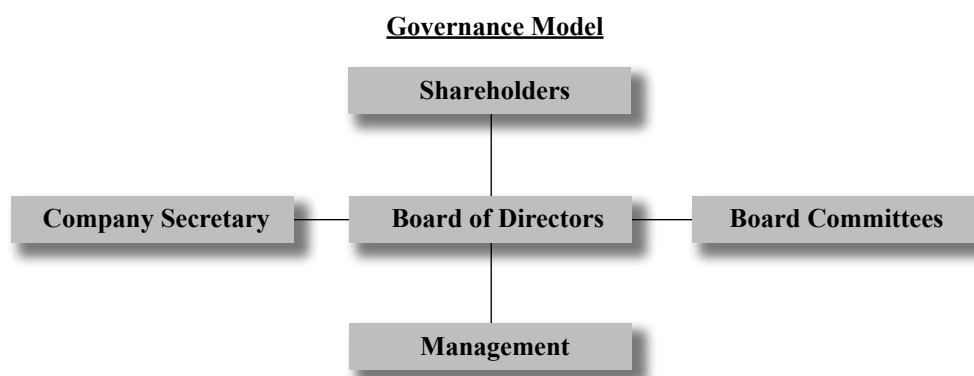 Governance Model
Shareholders
Company Secretary
Board of Directors
Board Committees
Management